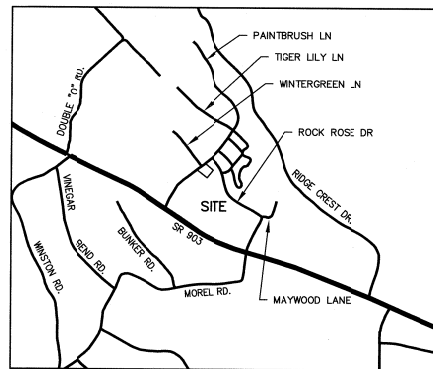 PAINTBRUSH LN
TIGER LILY LN
WINTERGREEN LN
DOUBLE "O" RD.
ROCK ROSE DR
RIDGE CREST DR.
VINEGAR
BEND RD.
SITE
SR 903
BUNKER RD.
WINSTON RD.
MOREL RD.
MAYWOOD LANE